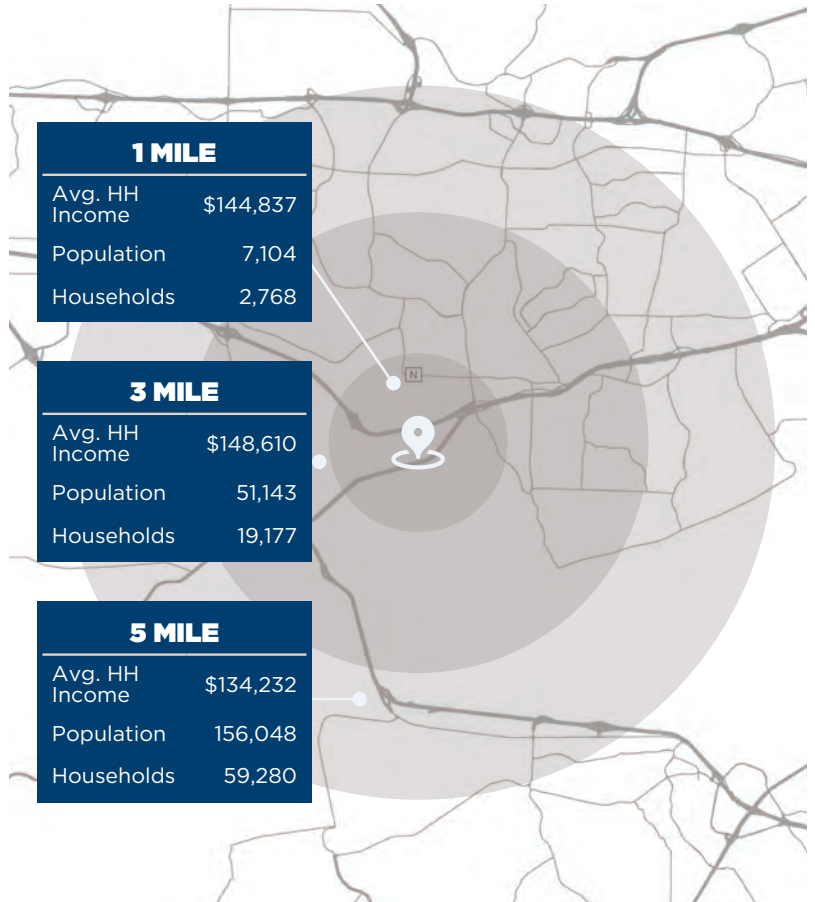 1 MILE
Avg. HH
Income
$144,837
Population 7,104
Households 2,768
N
3 MILE
Avg. HH
Income
$148,610
Population 51,143
Households 19,177
5 MILE
Avg. HH
Income
$134,232
Population 156,048
Households 59,280